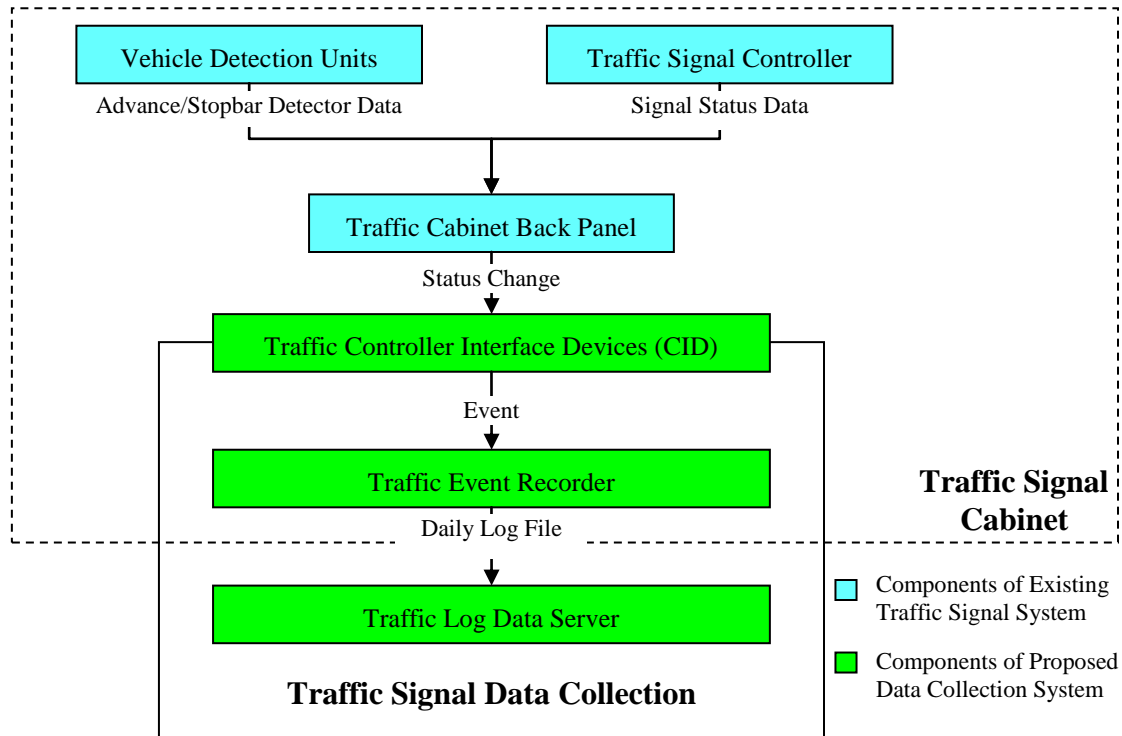 Vehicle Detection Units
Traffic Signal Controller
Advance/Stopbar Detector Data
Signal Status Data
Traffic Cabinet Back Panel
Status Change
Traffic Controller Interface Devices (CID)
Event
Traffic Event Recorder
Daily Log File
Traffic Signal
Cabinet
Traffic Log Data Server
Traffic Signal Data Collection
Components of Existing
Traffic Signal System
Components of Proposed
Data Collection System